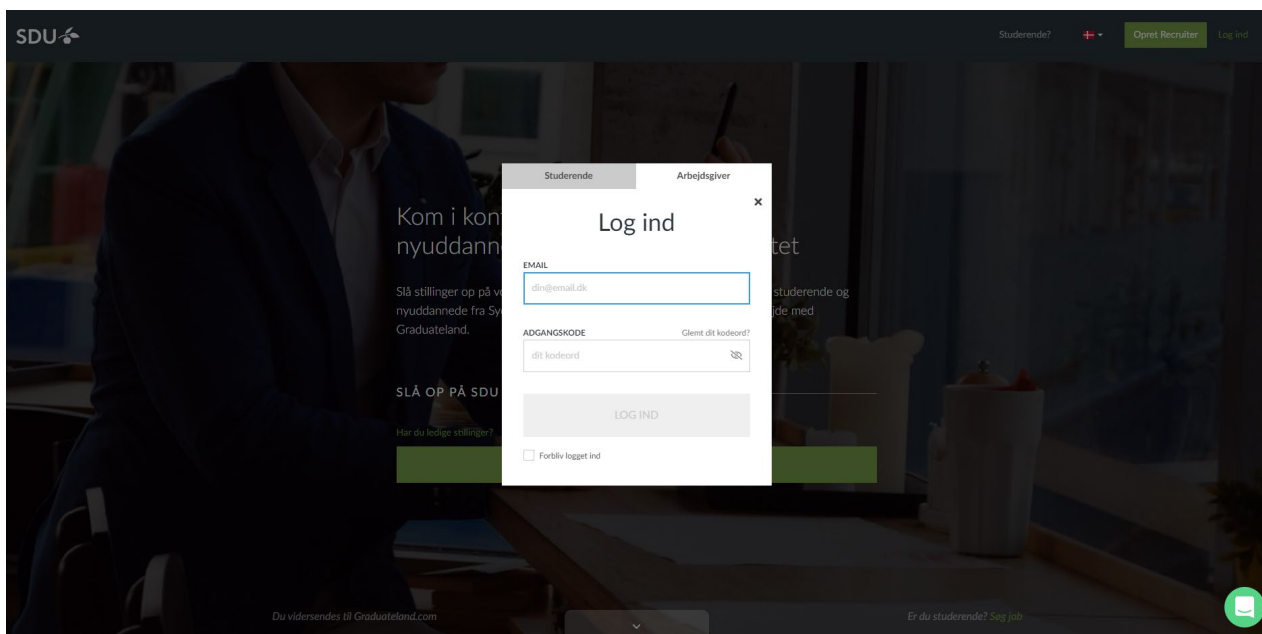 SDU
Studerende?
Opret Recruiter
Log ind
Studerende
Arbejdsgiver
Log ind
EMAIL
din@email.dk
ADGANGSKODE
Glemt dit kodeord?
dit kodeord
LOG IND
Forbliv logget ind
Kom i kon
nyuddann
tet
Slå stillinger op på v
studerende og
nyuddannede fra Sy
jde med
Graduateland.
SLÅ OP PÅ SDU
Har du ledige stillinger?
Du vidersendes til Graduateland.com
Er du studerende? Søg job